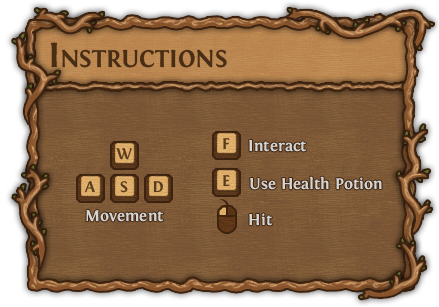 INSTRUCTIONS
W
A S D
Movement
F Interact
E Use Health Potion
Hit